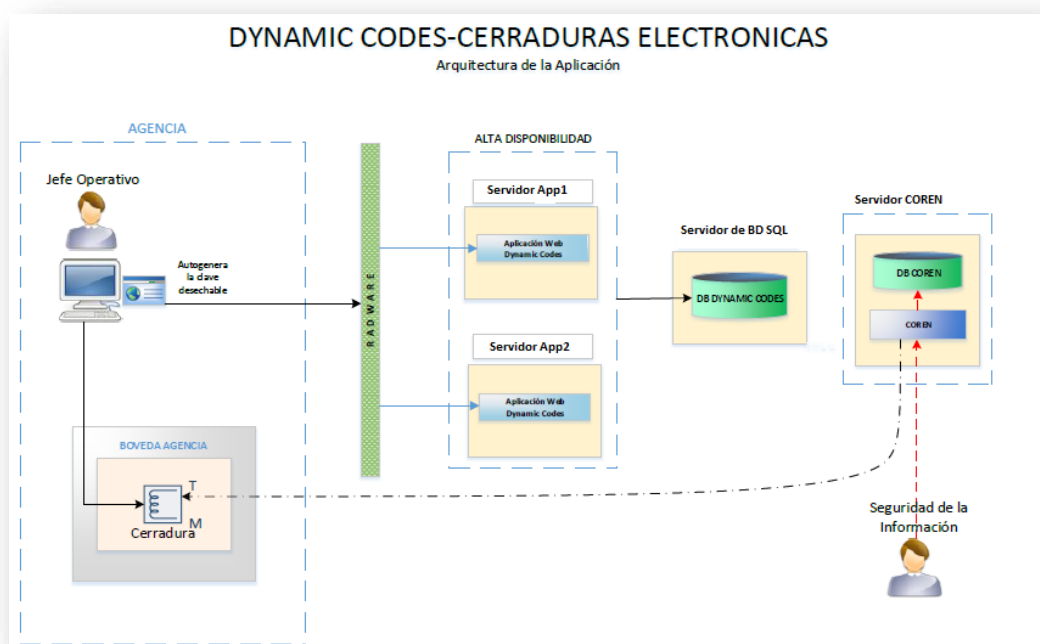 DYNAMIC CODES-CERRADURAS ELECTRONICAS
Arquitectura de la Aplicación
AGENCIA
Jefe Operativo
Autogenera
la clave
desechable
BOVEDA AGENCIA
T
M
Cerradura
RADWARE
ALTA DISPONIBILIDAD
Servidor App1
Aplicación Web
Dynamic Codes
Servidor App2
Aplicación Web
Dynamic Codes
Servidor de BD SQL
DB DYNAMIC CODES
Servidor COREN
DB COREN
COREN
Seguridad de la
Información